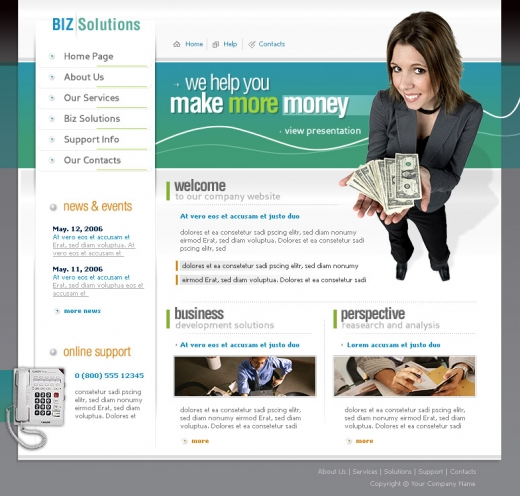 BIZ Solutions
Home
Help
Contacts
Home Page
About Us
Our Services
Biz Solutions
Support Info
Our Contacts
we help you
make more money
view presentation
news & events
May. 12, 2006
At vero eos et accusam et
Erat, sed diam voluptua. At
vero eos et accusam et
May. 11, 2006
At vero eos et accusam et
Erat, sed diam voluptua eos et
accusam et
more news
online support
0 (800) 555 12345
consetetur sadi pscing
elitr, sed diam nonumy
eirmod Erat, sed diam
voluptua. Dolores et
welcome
to our company website
At vero eos et accusam et justo duo
dolores et ea consetetur sadi pscing elitr, sed diam nonumy
eirmod Erat, sed diam voluptua. Dolores et ea consetetur sadi
pscing elitr, sed
dolores et ea consetetur sadi pscing elitr, sed diam nonumy
eirmod Erat, sed diam voluptua. Dolores et ea consetetur sadi
business
development solutions
At vero eos et accusam et justo duo
dolores et ea consetetur sadi pscing elitr,
sed diam nonumy eirmod Erat, sed diam
voluptua. Dolores et ea consetetur sadi
more
perspective
reasearch and analysis
Lorem accusam et justo duo
dolores et ea consetetur sadi pscing elitr,
sed diam nonumy eirmod Erat, sed diam
voluptua. Dolores et ea consetetur sadi
more
About Us | Services | Solutions | Support | Contacts
Copyright © Your Company Name